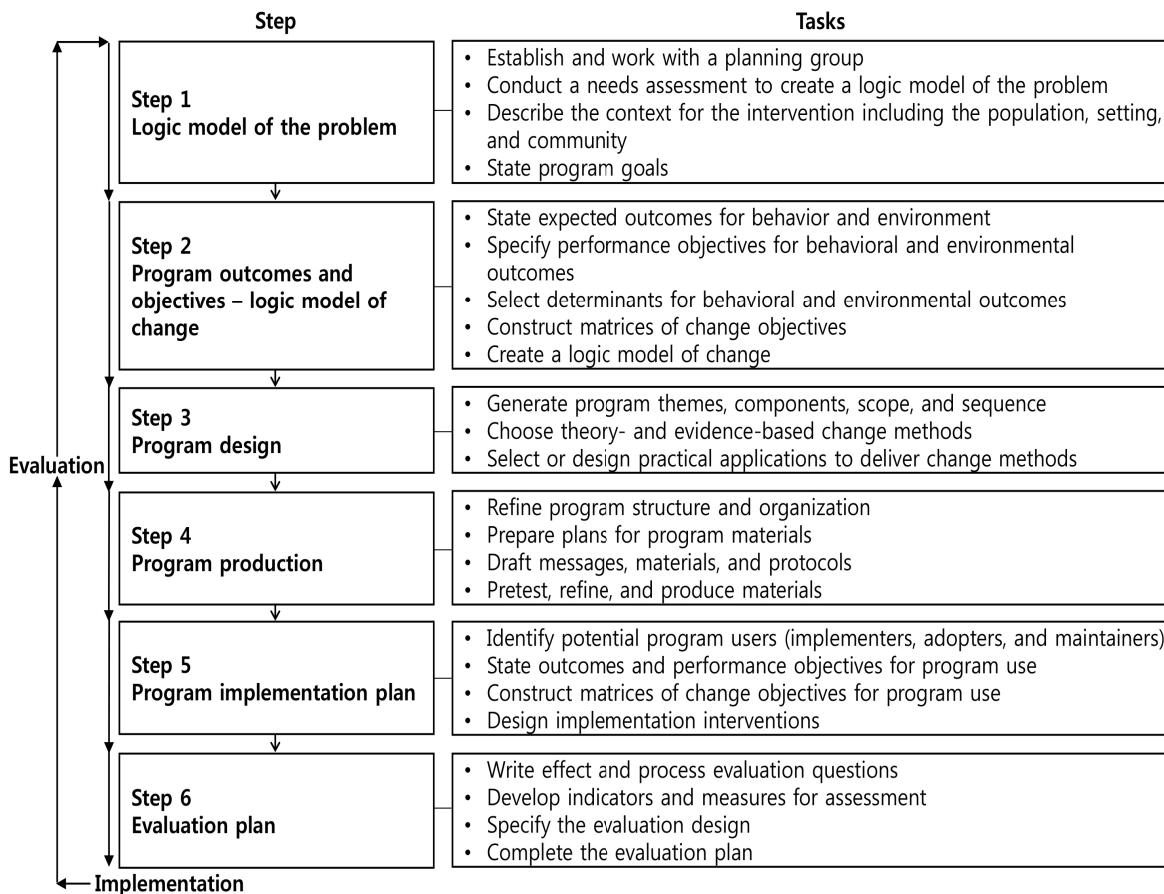 Step
Tasks
Step 1
Logic model of the problem
• Establish and work with a planning group
• Conduct a needs assessment to create a logic model of the problem
• Describe the context for the intervention including the population, setting,
and community
• State program goals
Step 2
Program outcomes and
objectives – logic model of
change
• State expected outcomes for behavior and environment
• Specify performance objectives for behavioral and environmental
outcomes
• Select determinants for behavioral and environmental outcomes
• Construct matrices of change objectives
• Create a logic model of change
Step 3
Program design
• Generate program themes, components, scope, and sequence
• Choose theory- and evidence-based change methods
• Select or design practical applications to deliver change methods
Evaluation
Step 4
Program production
• Refine program structure and organization
• Prepare plans for program materials
• Draft messages, materials, and protocols
• Pretest, refine, and produce materials
Step 5
Program implementation plan
• Identify potential program users (implementers, adopters, and maintainers)
• State outcomes and performance objectives for program use
• Construct matrices of change objectives for program use
• Design implementation interventions
Step 6
Evaluation plan
• Write effect and process evaluation questions
• Develop indicators and measures for assessment
• Specify the evaluation design
• Complete the evaluation plan
Implementation